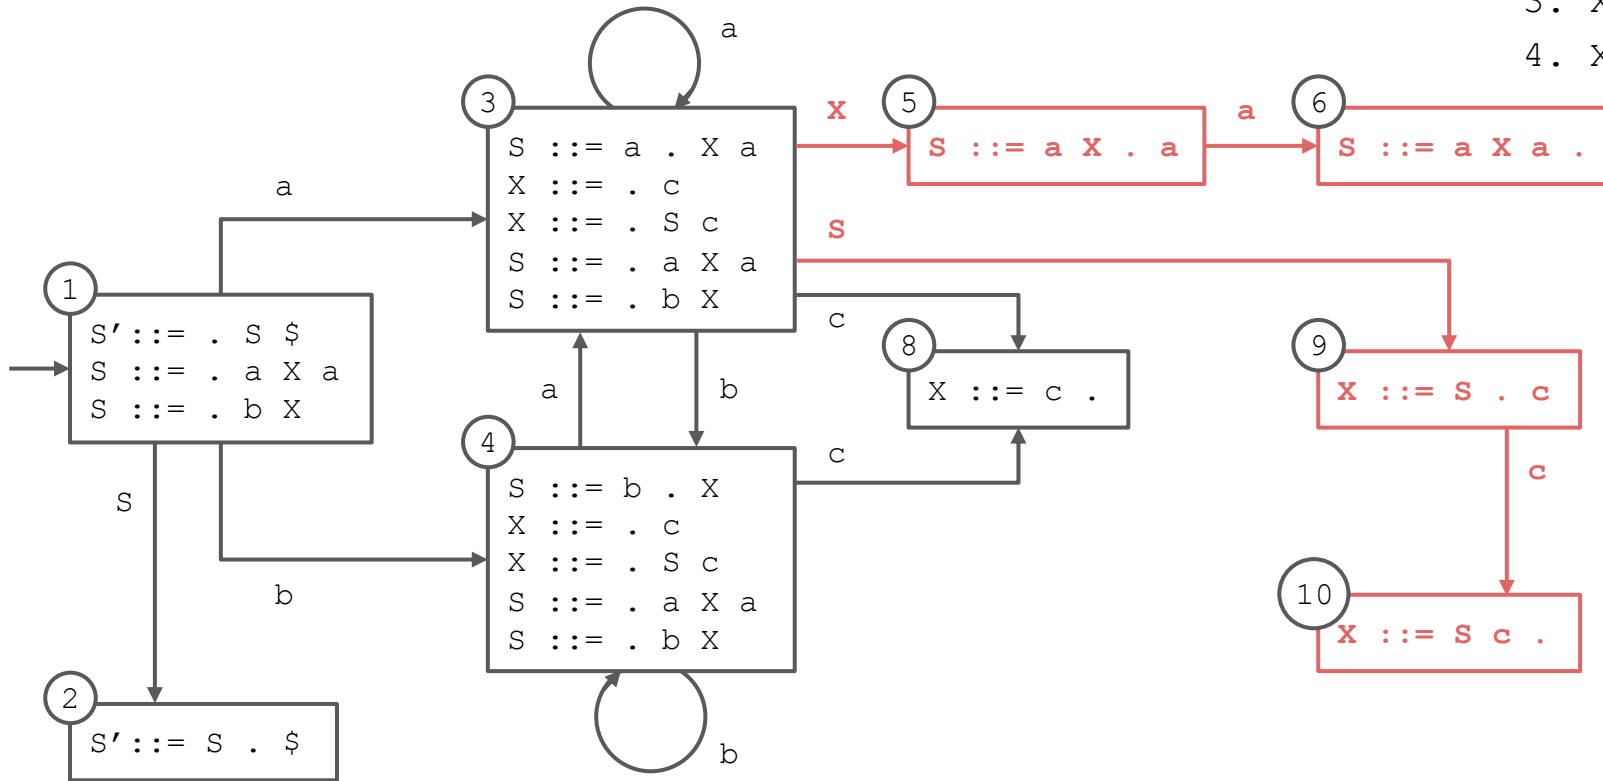 3. X
4. X
a
3
S ::= a . X a
X ::= . c
X ::= . S c
S ::= . a X a
S ::= . b X
X
5
S ::= a X . a
a
6
S ::= a X a .
a
S
1
S'::= . S $
S ::= . a X a
S ::= . b X
c
8
X ::= c .
9
X ::= S . c
a
b
4
S ::= b . X
X ::= . c
X ::= . S c
S ::= . a X a
S ::= . b X
c
c
S
b
10
X ::= S c .
2
S'::= S . $
b